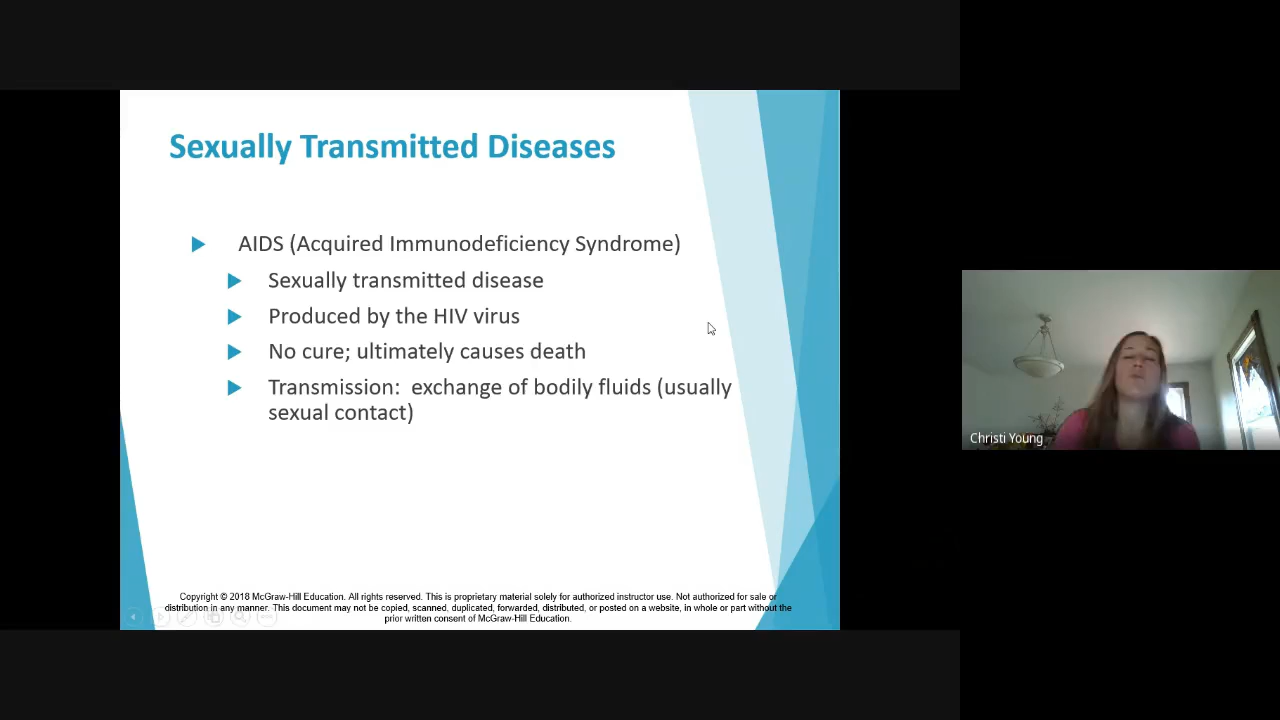 Sexually Transmitted Diseases
AIDS (Acquired Immunodeficiency Syndrome)
Sexually transmitted disease
Produced by the HIV virus
No cure; ultimately causes death
Transmission: exchange of bodily fluids (usually
sexual contact)
Copyright © 2018 McGraw-Hill Education. All rights reserved. This is proprietary material solely for authorized instructor use. Not authorized for sale or
distribution in any manner. This document may not be copied, scanned, duplicated, forwarded, distributed, or posted on a website, in whole or part without the
prior written consent of McGraw-Hill Education.
Christi Young